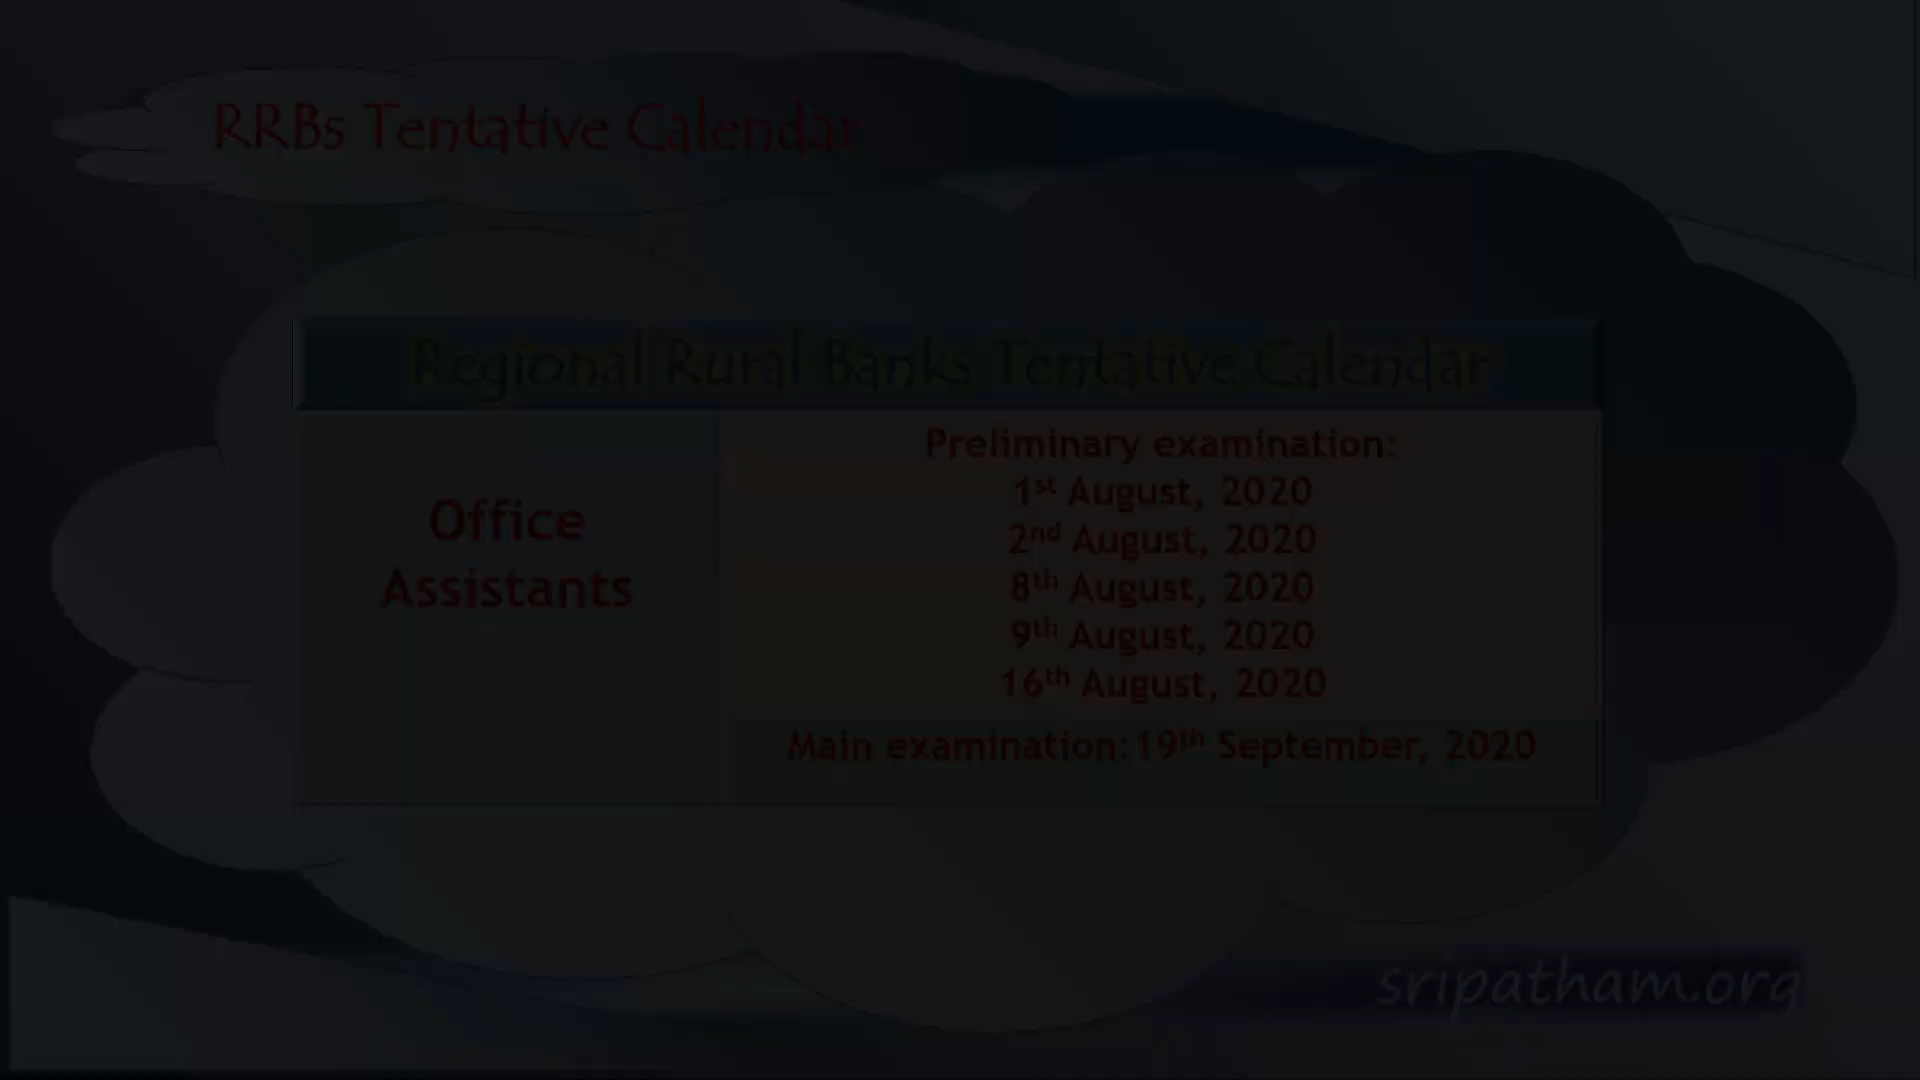 RRBs Tentative Calendar
Regional Rural Banks Tentative Calendar
Office
Assistants
Preliminary examination:
1st August, 2020
2nd August, 2020
8th August, 2020
9th August, 2020
16th August, 2020
Main examination: 19th September, 2020
sripatham.org